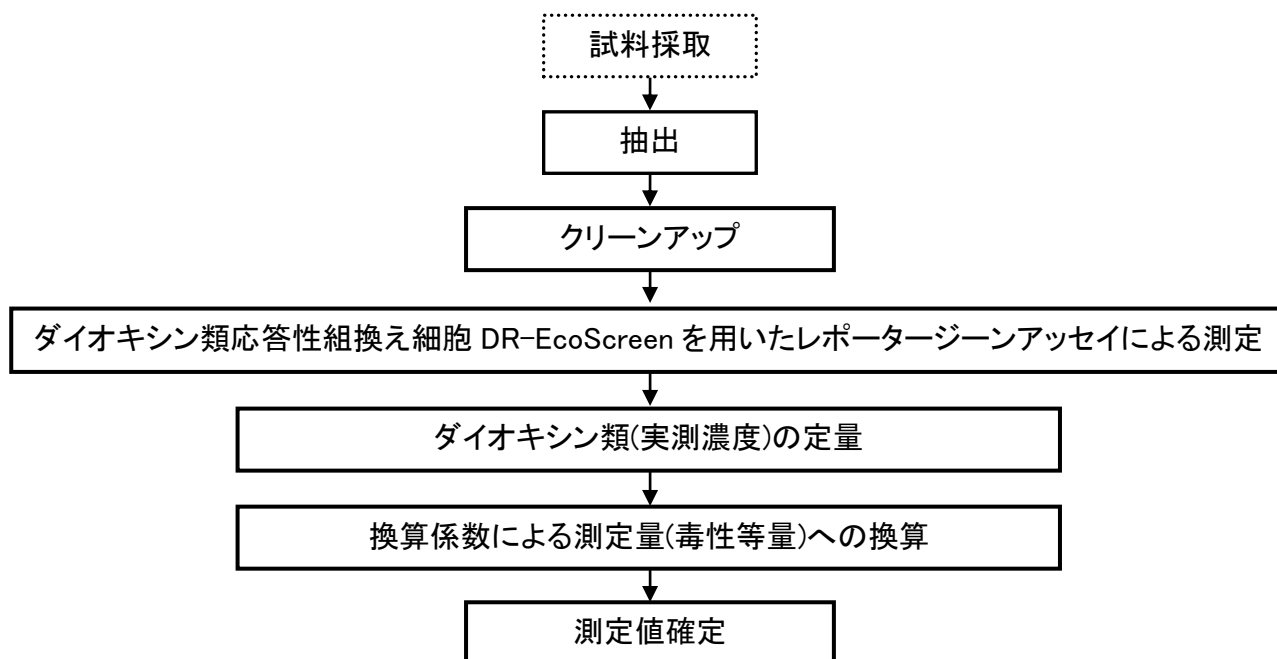 試料採取
抽出
クリーンアップ
ダイオキシン類応答性組換え細胞 DR-EcoScreen を用いたレポータージーンアッセイによる測定
ダイオキシン類(実測濃度)の定量
換算係数による測定量(毒性等量)への換算
測定値確定